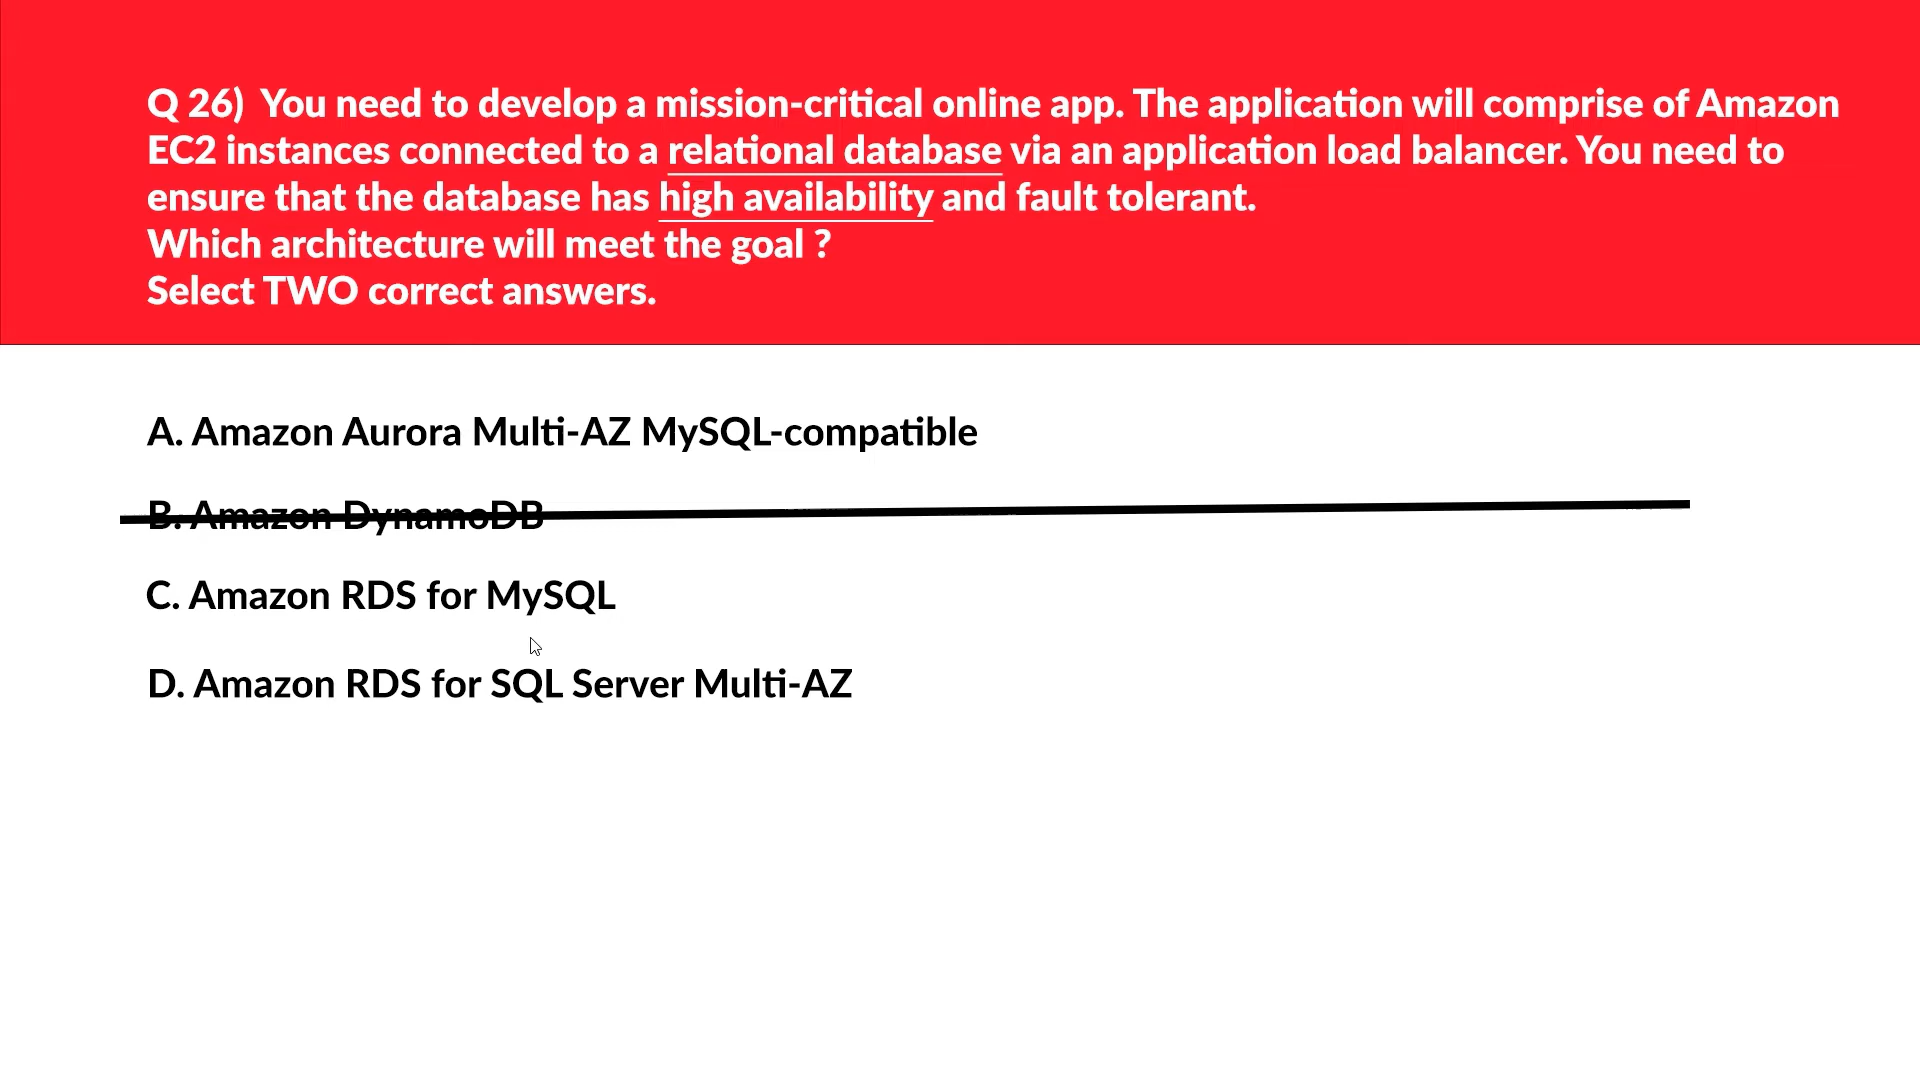 Q 26) You need to develop a mission-critical online app. The application will comprise of Amazon
EC2 instances connected to a relational database via an application load balancer. You need to
ensure that the database has high availability and fault tolerant.
Which architecture will meet the goal ?
Select TWO correct answers.
A. Amazon Aurora Multi-AZ MySQL-compatible
B. Amazon DynamoDB
C. Amazon RDS for MySQL
D. Amazon RDS for SQL Server Multi-AZ